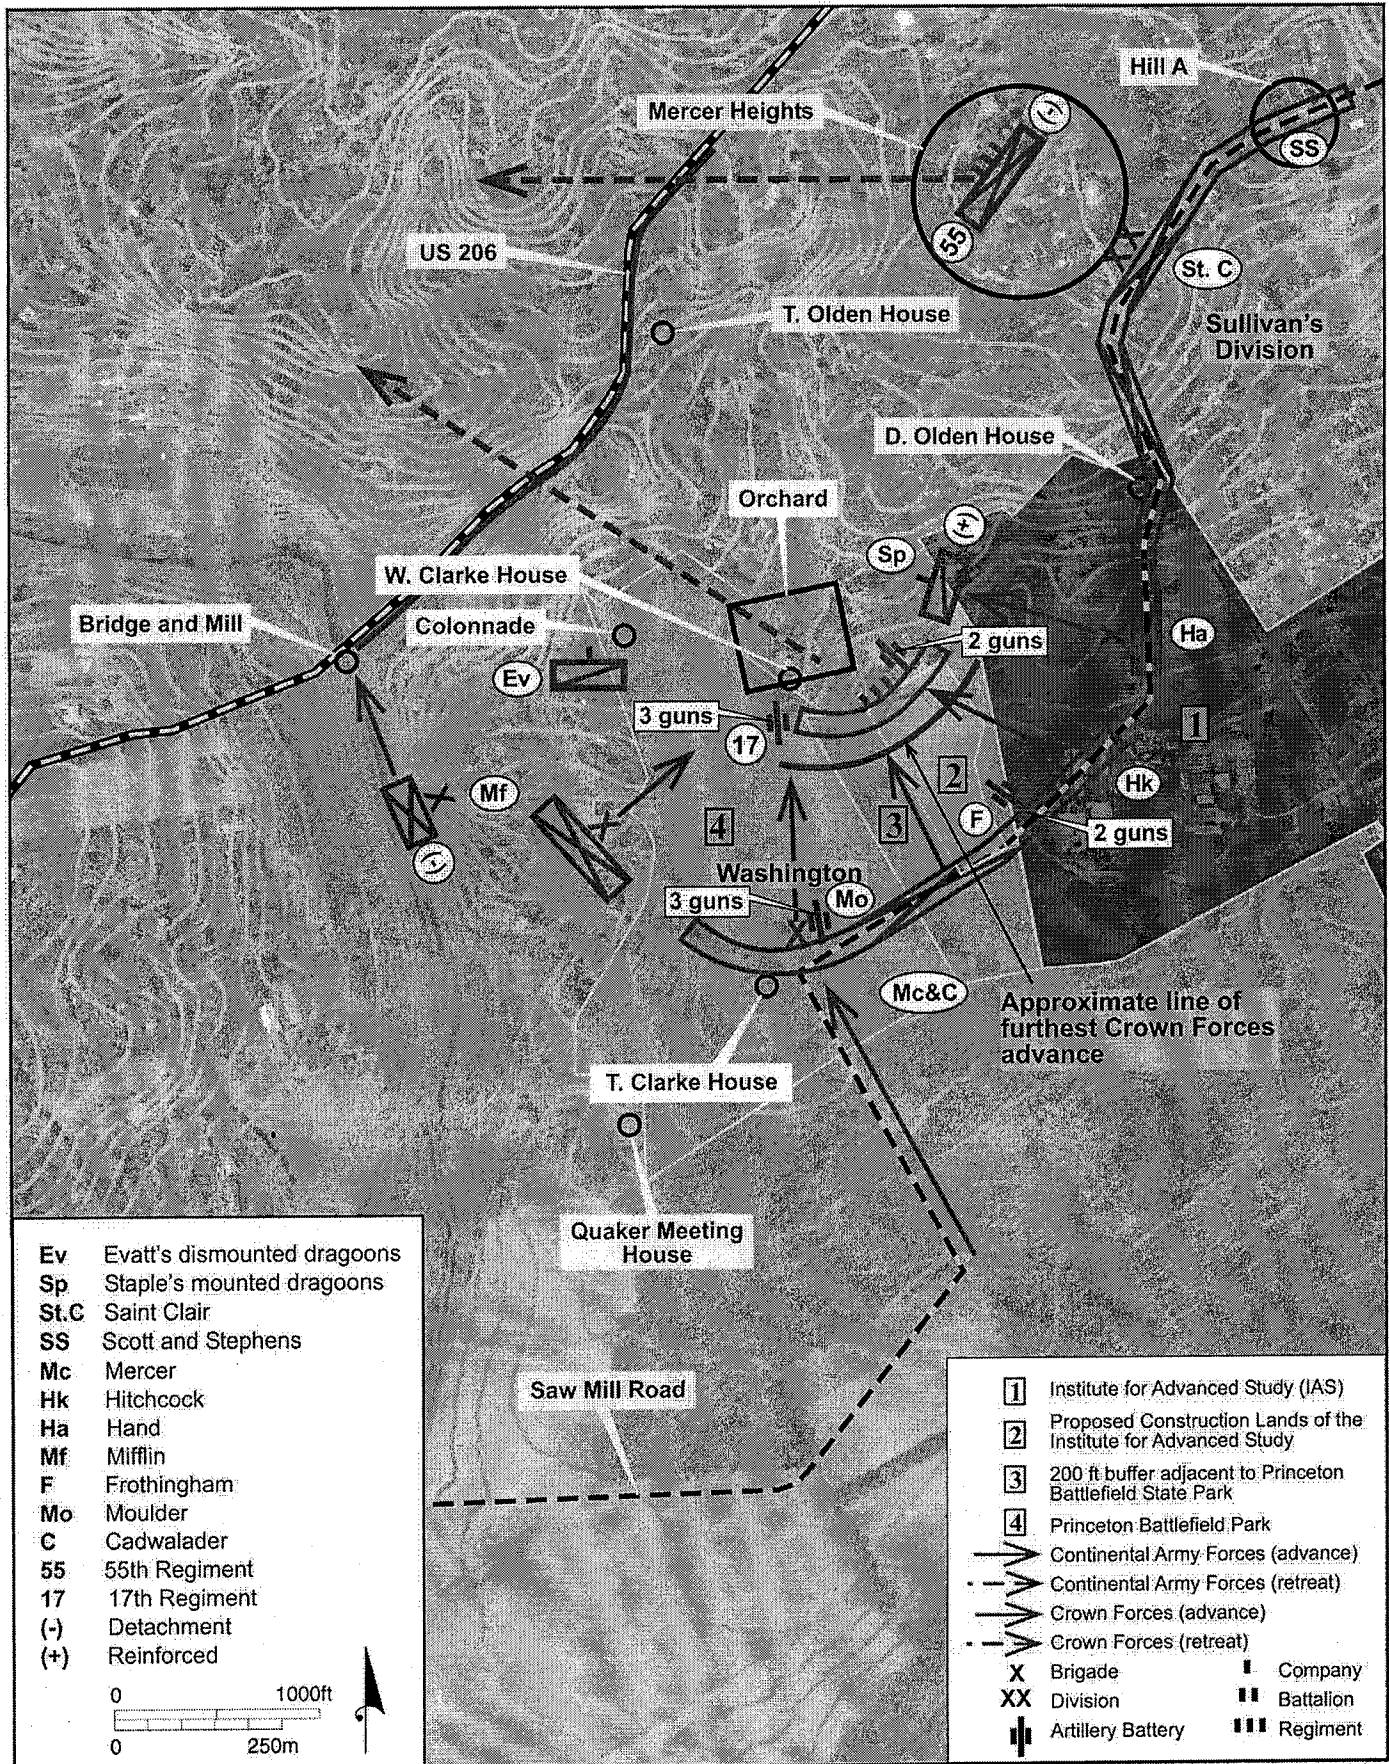 Hill A
Mercer Heights
(-)
SS
55
US 206
St. C
T. Olden House
Sullivan's
Division
D. Olden House
Orchard
(+)
Sp
W. Clarke House
Bridge and Mill
Colonnade
Ha
2 guns
Ev
3 guns
17
1
2
Hk
Mf
4
3
F
2 guns
(-)
Washington
3 guns
Mo
Mc&C
Approximate line of
furthest Crown Forces
advance
T. Clarke House
Quaker Meeting
House
Saw Mill Road
Ev Evatt's dismounted dragoons
Sp Staple's mounted dragoons
St.C Saint Clair
SS Scott and Stephens
Mc Mercer
Hk Hitchcock
Ha Hand
Mf Mifflin
F Frothingham
Mo Moulder
C Cadwalader
55 55th Regiment
17 17th Regiment
(-) Detachment
(+) Reinforced
0 1000ft
0 250m
1 Institute for Advanced Study (IAS)
2 Proposed Construction Lands of the
Institute for Advanced Study
3 200 ft buffer adjacent to Princeton
Battlefield State Park
4 Princeton Battlefield Park
Continental Army Forces (advance)
Continental Army Forces (retreat)
Crown Forces (advance)
Crown Forces (retreat)
X Brigade
Company
XX Division
Battalion
Artillery Battery
Regiment